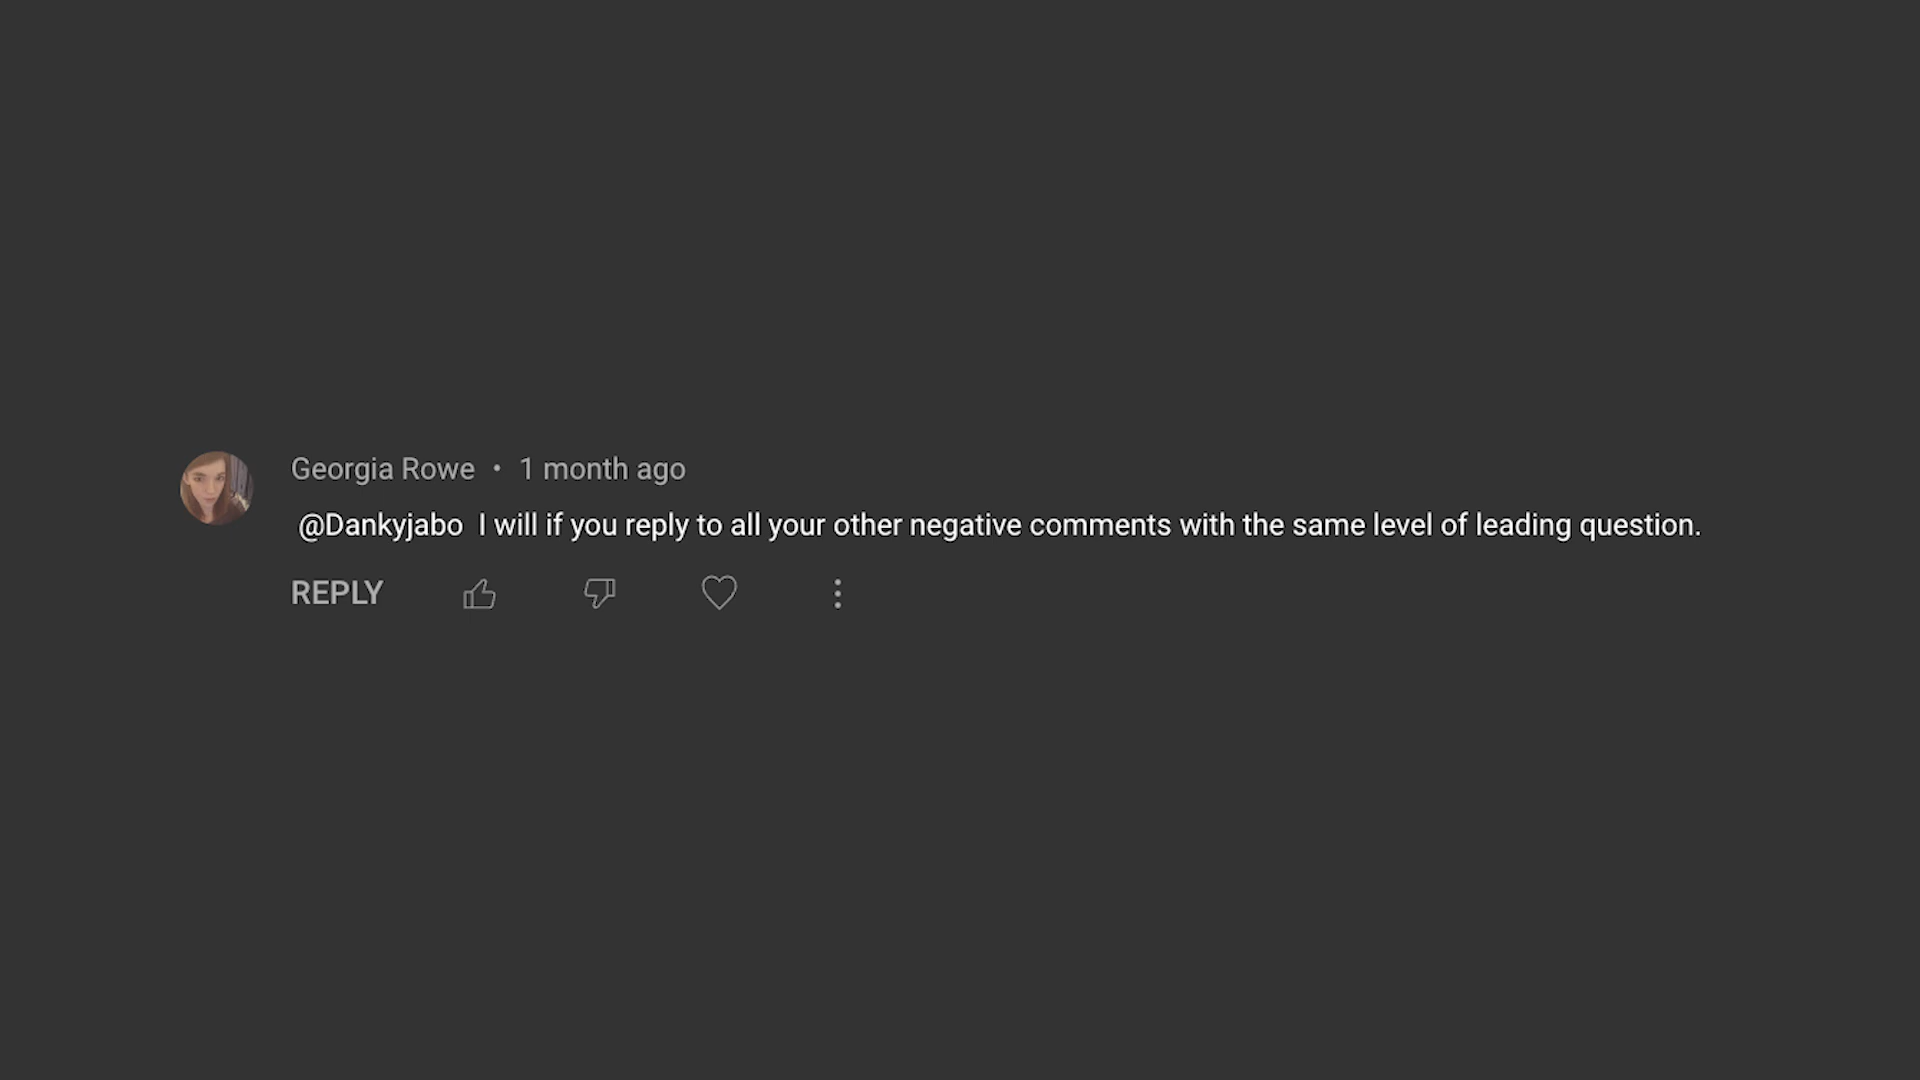 Georgia Rowe • 1 month ago
@Dankyjabo I will if you reply to all your other negative comments with the same level of leading question.
REPLY